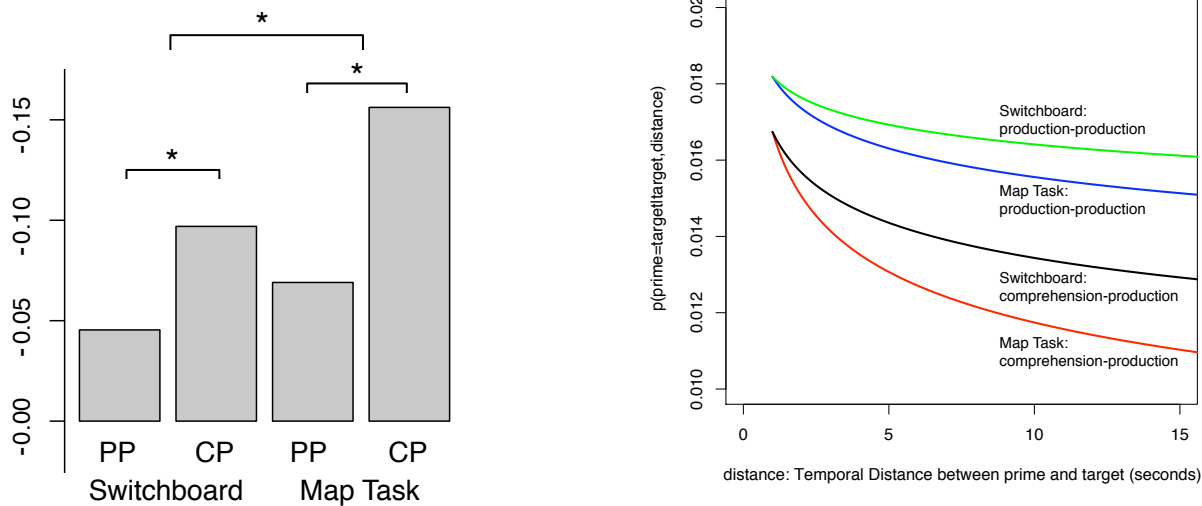 *
*
*
-0.15
-0.10
-0.05
-0.00
PP CP PP CP
Switchboard Map Task
p(prime=target|target,distance)
0.020
0.018
0.016
0.014
0.012
0.010
Switchboard:
production-production
Map Task:
production-production
Switchboard:
comprehension-production
Map Task:
comprehension-production
0 5 10 15
distance: Temporal Distance between prime and target (seconds)